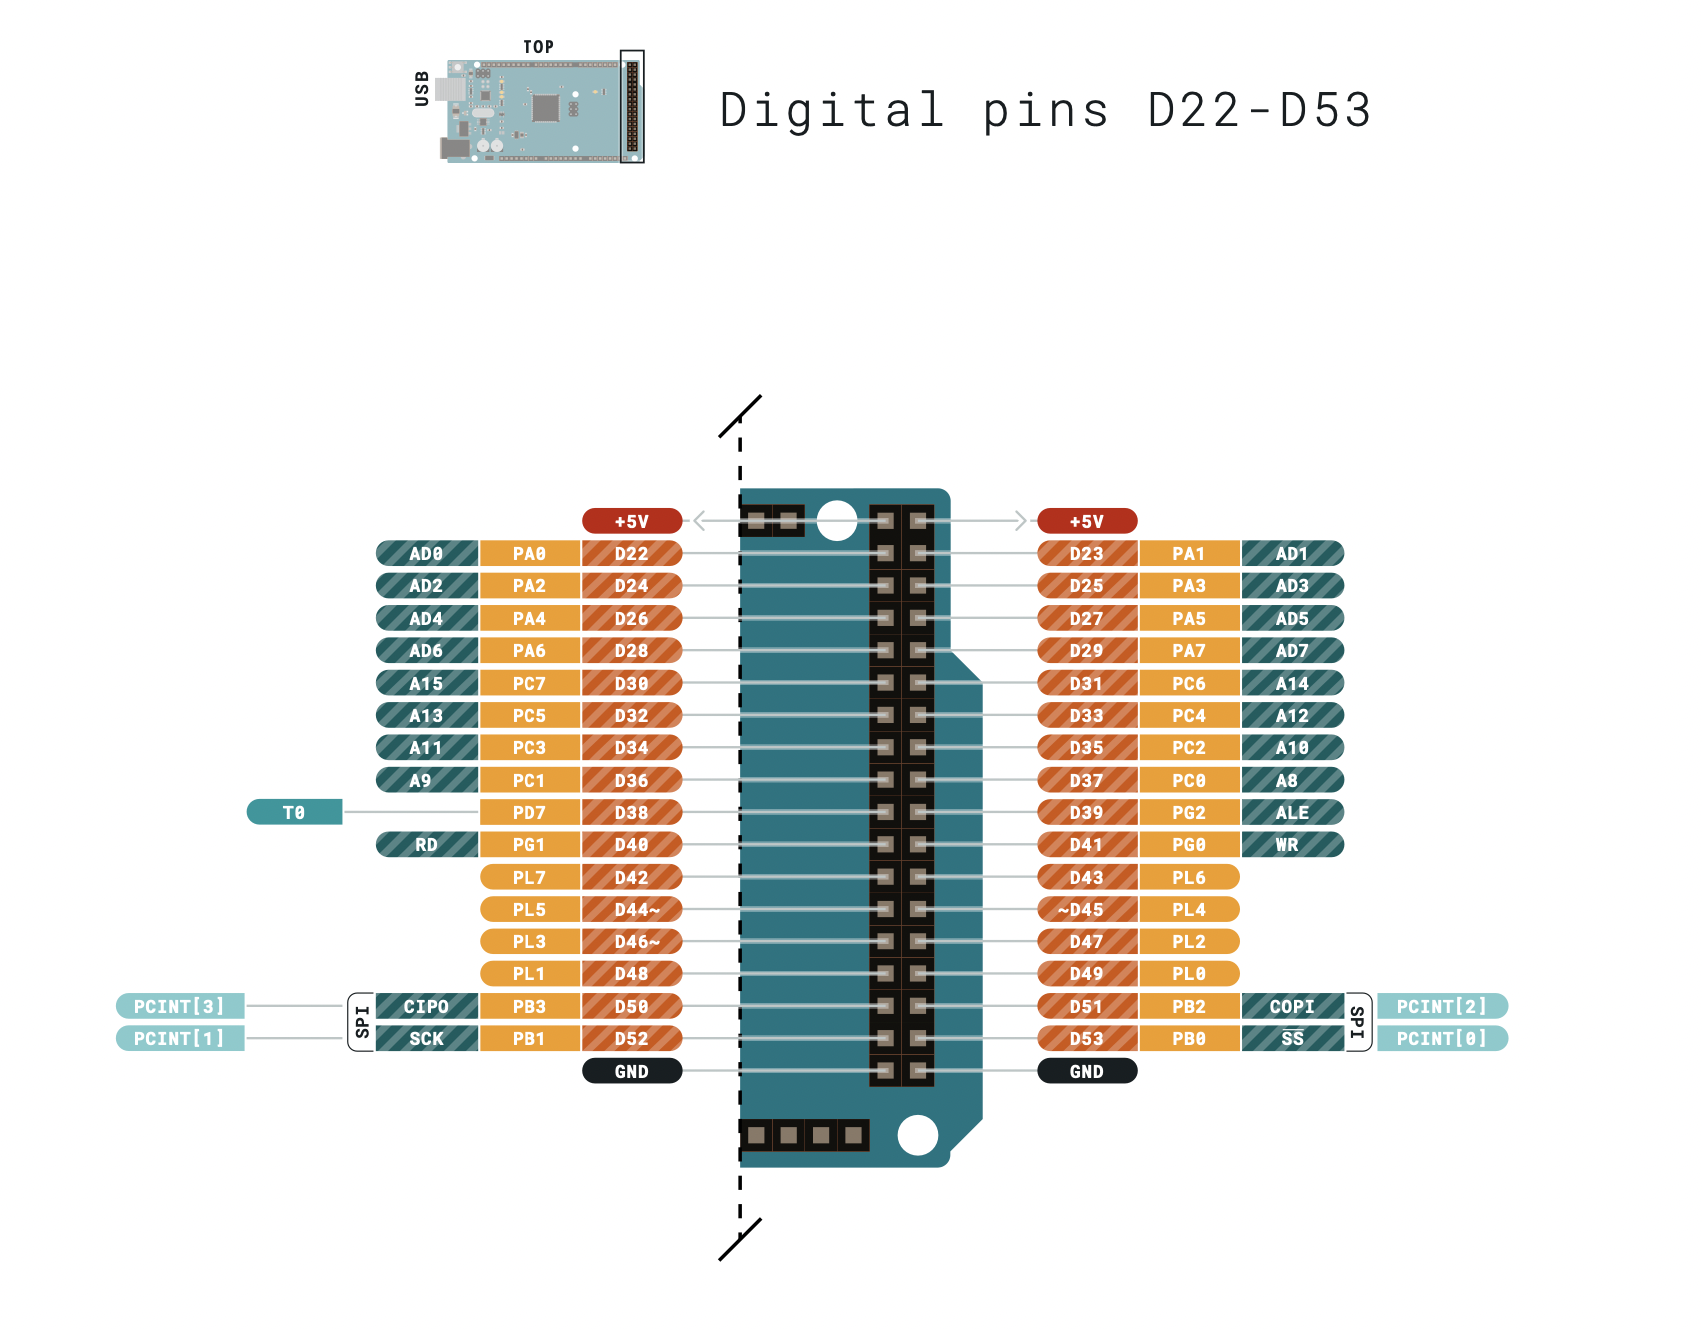 TOP
USB
Digital pins D22-D53
+5V +5V
AD0 PA0 D22 D23 PA1 AD1
AD2 PA2 D24 D25 PA3 AD3
AD4 PA4 D26 D27 PA5 AD5
AD6 PA6 D28 D29 PA7 AD7
A15 PC7 D30 D31 PC6 A14
A13 PC5 D32 D33 PC4 A12
A11 PC3 D34 D35 PC2 A10
A9 PC1 D36 D37 PC0 A8
T0 PD7 D38 D39 PG2 ALE
RD PG1 D40 D41 PG0 WR
PL7 D42 D43 PL6
PL5 D44~ ~D45 PL4
PL3 D46~ D47 PL2
PL1 D48 D49 PL0
PCINT[3] SPI CIPO PB3 D50 D51 PB2 COPI SPI PCINT[2]
PCINT[1] SCK PB1 D52 D53 PB0 S̅S̅ PCINT[0]
GND GND